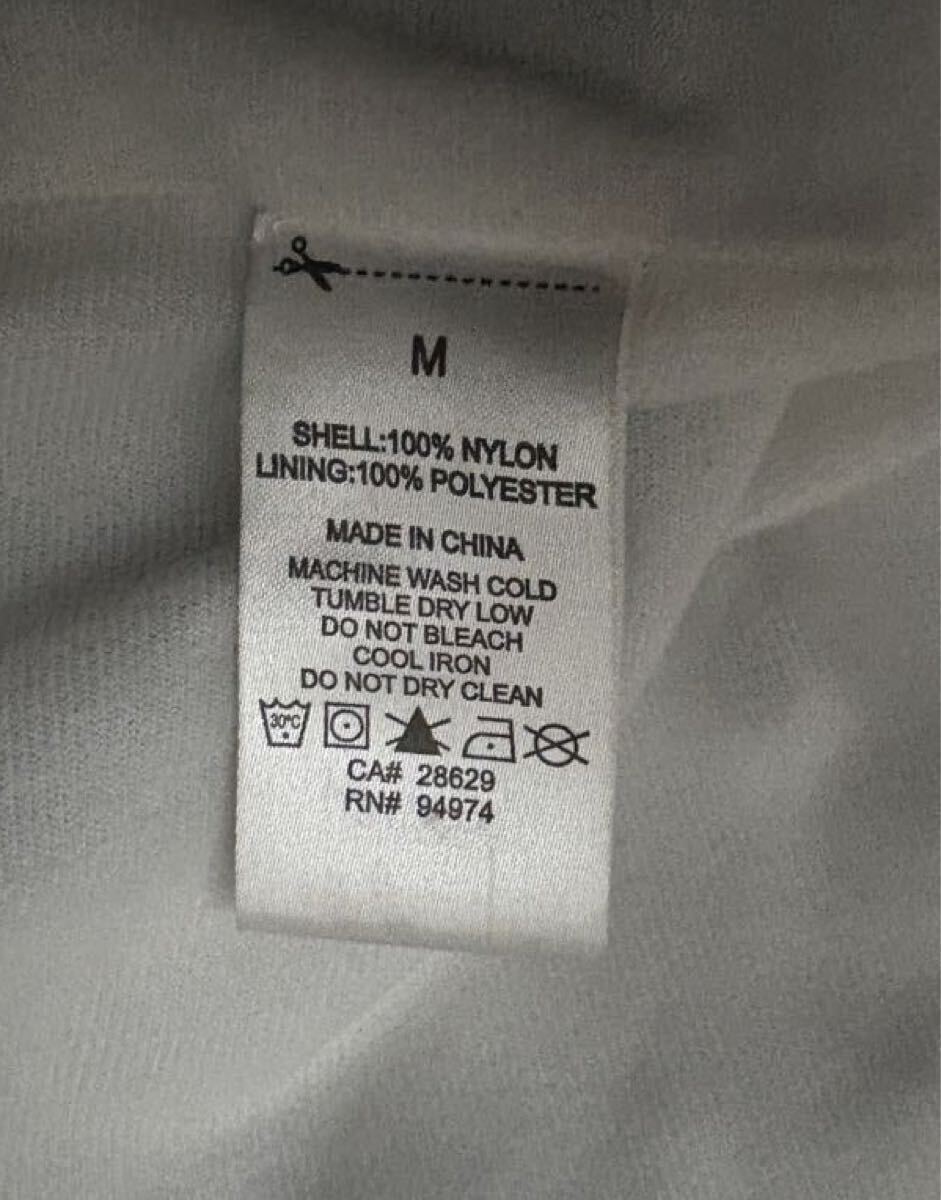 M
SHELL:100% NYLON
LINING:100% POLYESTER
MADE IN CHINA
MACHINE WASH COLD
TUMBLE DRY LOW
DO NOT BLEACH
COOL IRON
DO NOT DRY CLEAN
30°C
CA# 28629
RN# 94974